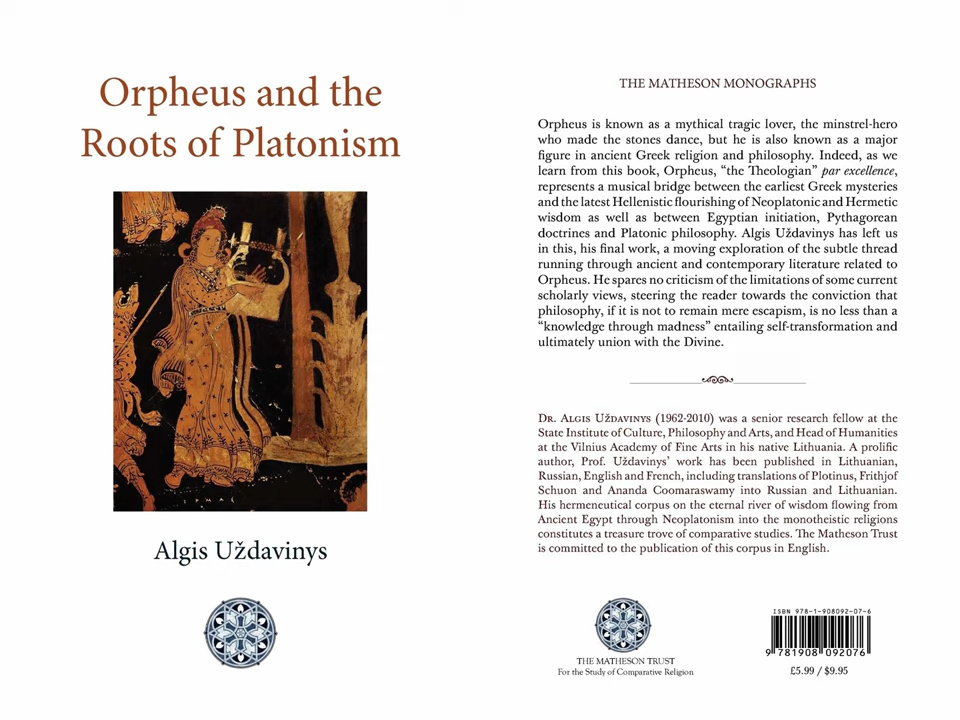 Orpheus and the
Roots of Platonism
Algis Uždavinys
THE MATHESON MONOGRAPHS
Orpheus is known as a mythical tragic lover, the minstrel-hero
who made the stones dance, but he is also known as a major
figure in ancient Greek religion and philosophy. Indeed, as we
learn from this book, Orpheus, “the Theologian” par excellence,
represents a musical bridge between the earliest Greek mysteries
and the latest Hellenistic flourishing of Neoplatonic and Hermetic
wisdom as well as between Egyptian initiation, Pythagorean
doctrines and Platonic philosophy. Algis Uždavinys has left us
in this, his final work, a moving exploration of the subtle thread
running through ancient and contemporary literature related to
Orpheus. He spares no criticism of the limitations of some current
scholarly views, steering the reader towards the conviction that
philosophy, if it is not to remain mere escapism, is no less than a
“knowledge through madness” entailing self-transformation and
ultimately union with the Divine.
DR. ALGIS UŽDAVINYS (1962-2010) was a senior research fellow at the
State Institute of Culture, Philosophy and Arts, and Head of Humanities
at the Vilnius Academy of Fine Arts in his native Lithuania. A prolific
author, Prof. Uždavinys’ work has been published in Lithuanian,
Russian, English and French, including translations of Plotinus, Frithjof
Schuon and Ananda Coomaraswamy into Russian and Lithuanian.
His hermeneutical corpus on the eternal river of wisdom flowing from
Ancient Egypt through Neoplatonism into the monotheistic religions
constitutes a treasure trove of comparative studies. The Matheson Trust
is committed to the publication of this corpus in English.
THE MATHESON TRUST
For the Study of Comparative Religion
ISBN 978-1-908092-07-6
9 781908 092076
£5.99 / $9.95